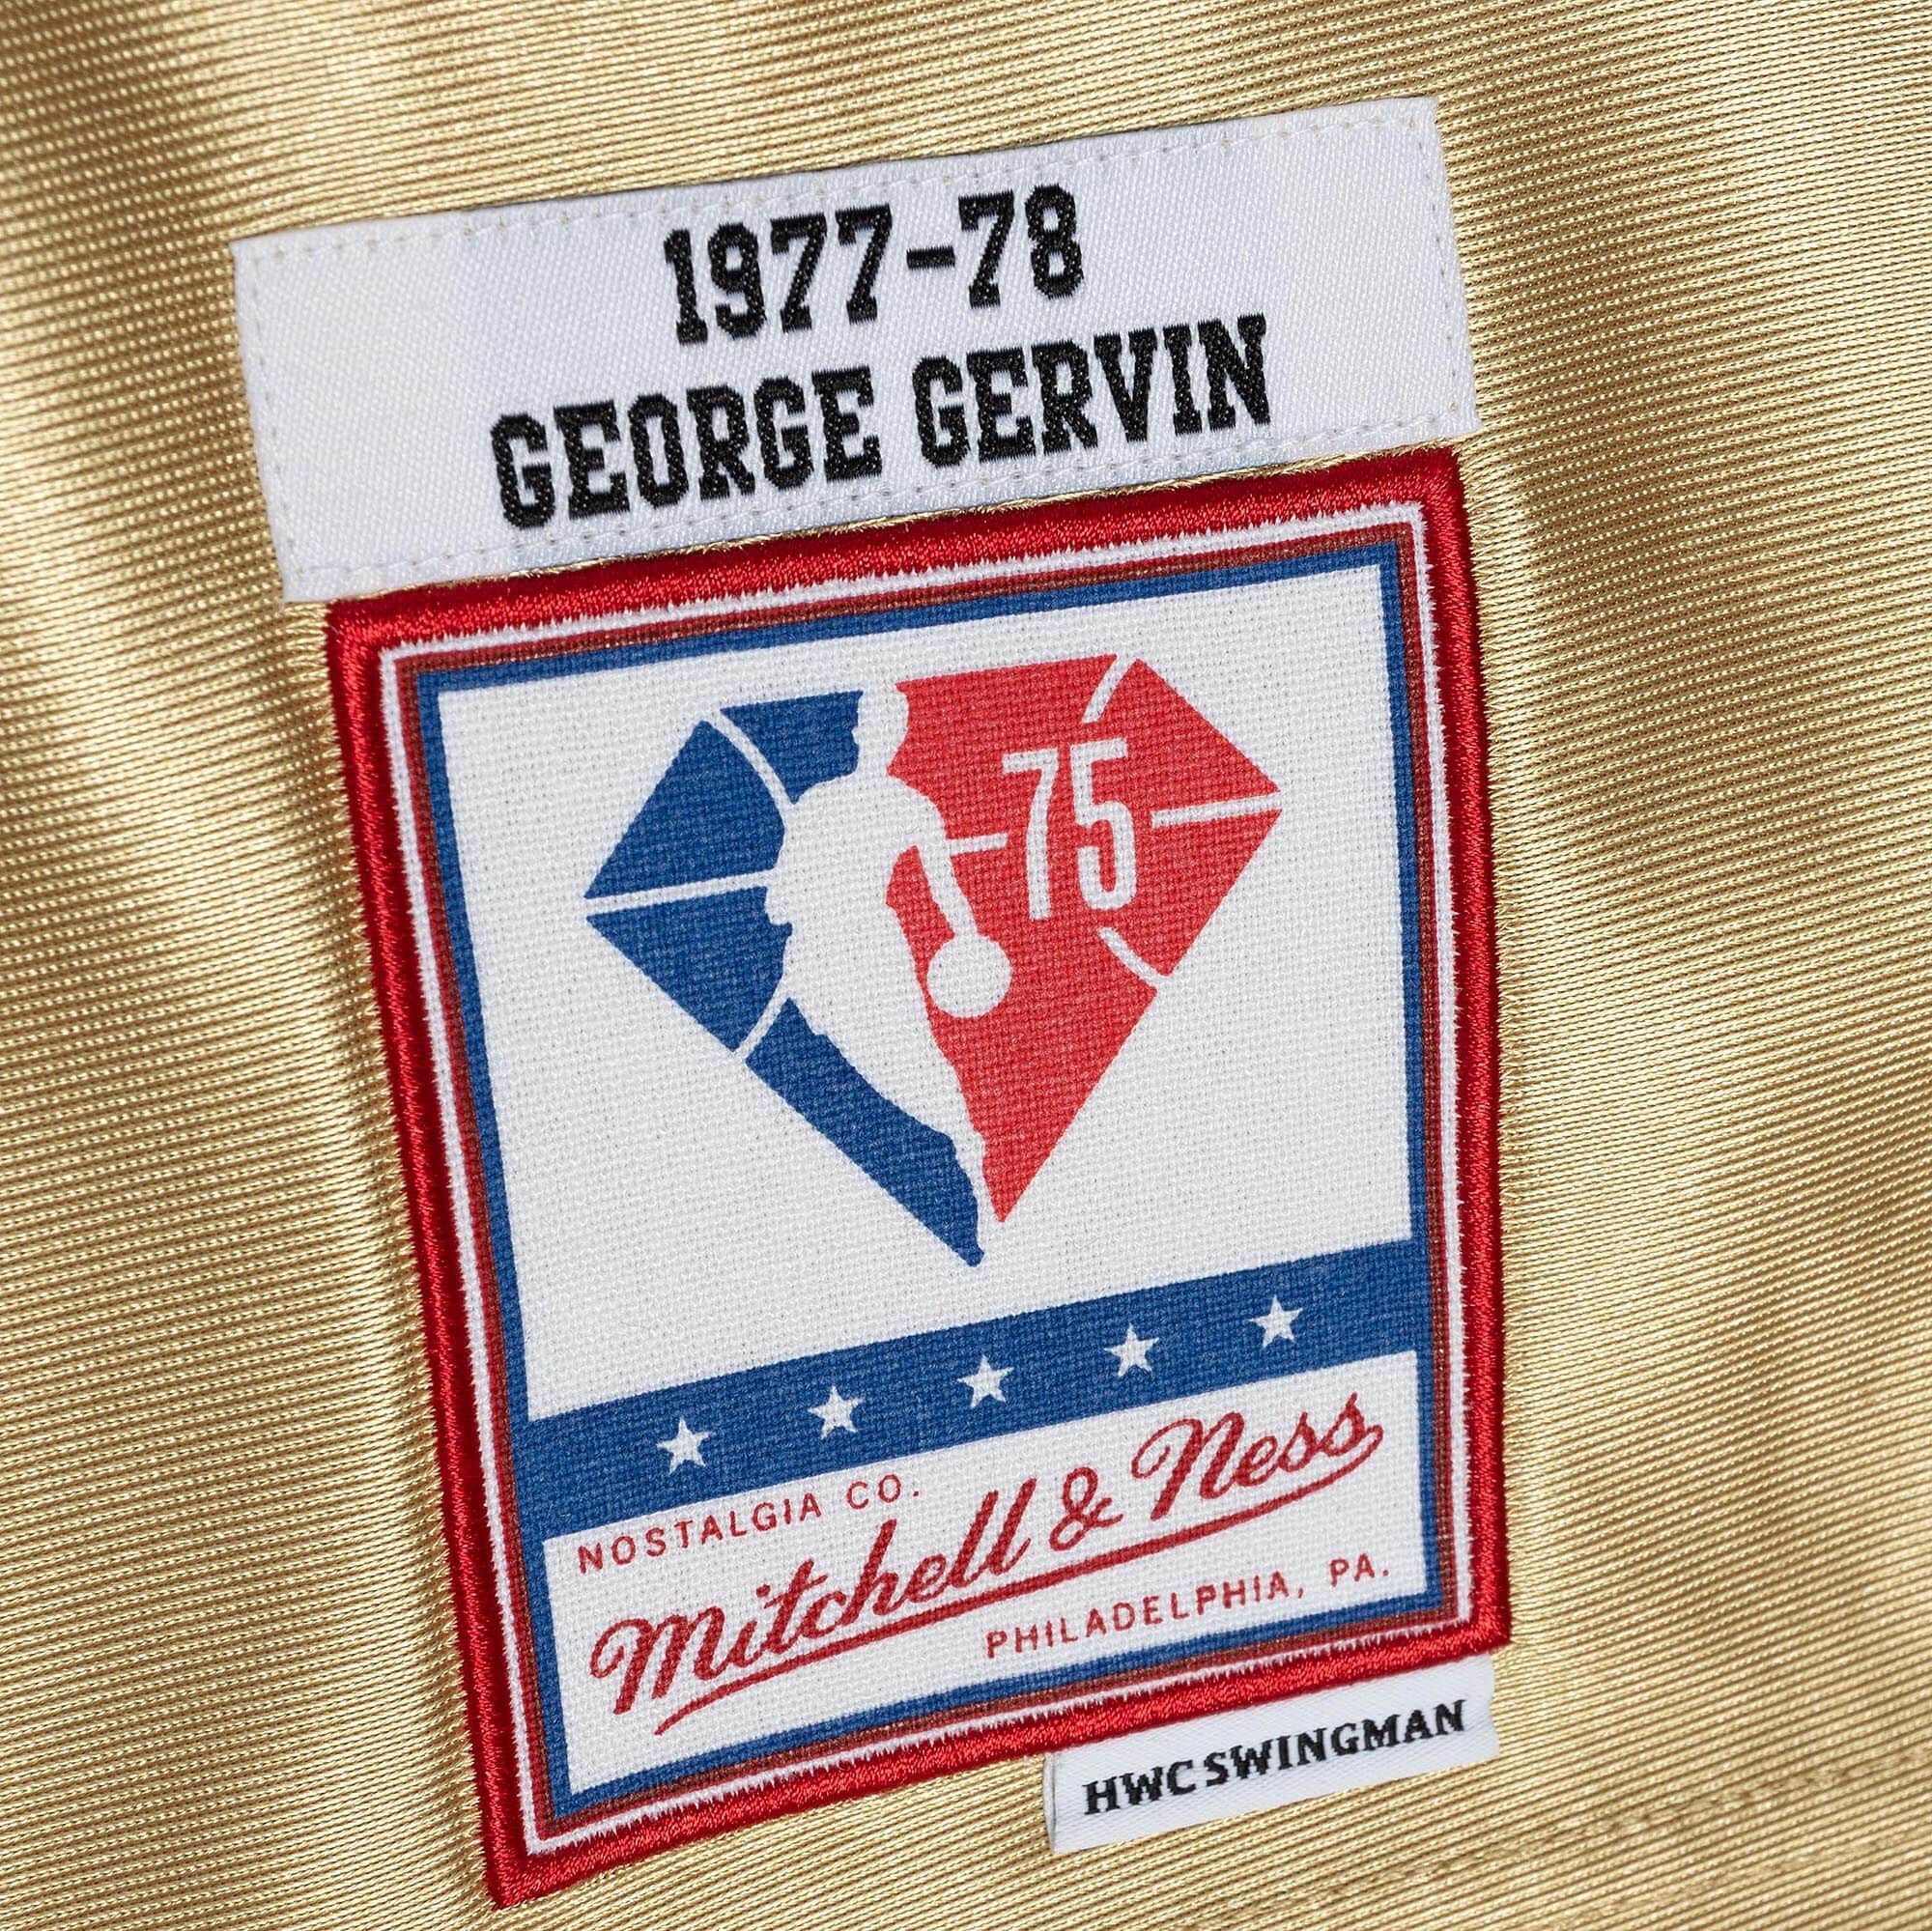 1977-78
GEORGE GERVIN
75
NOSTALGIA CO.
Mitchell & Ness
PHILADELPHIA, PA.
HWC SWINGMAN